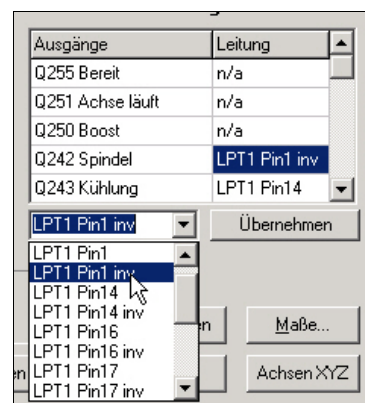 Ausgänge Leitung
Q255 Bereit n/a
Q251 Achse läuft n/a
Q250 Boost n/a
Q242 Spindel LPT1 Pin1 inv
Q243 Kühlung LPT1 Pin14
LPT1 Pin1 inv Übernehmen
LPT1 Pin1
LPT1 Pin1 inv
LPT1 Pin14
LPT1 Pin14 inv
LPT1 Pin16
LPT1 Pin16 inv
LPT1 Pin17
LPT1 Pin17 inv
en Maße...
en Achsen XYZ